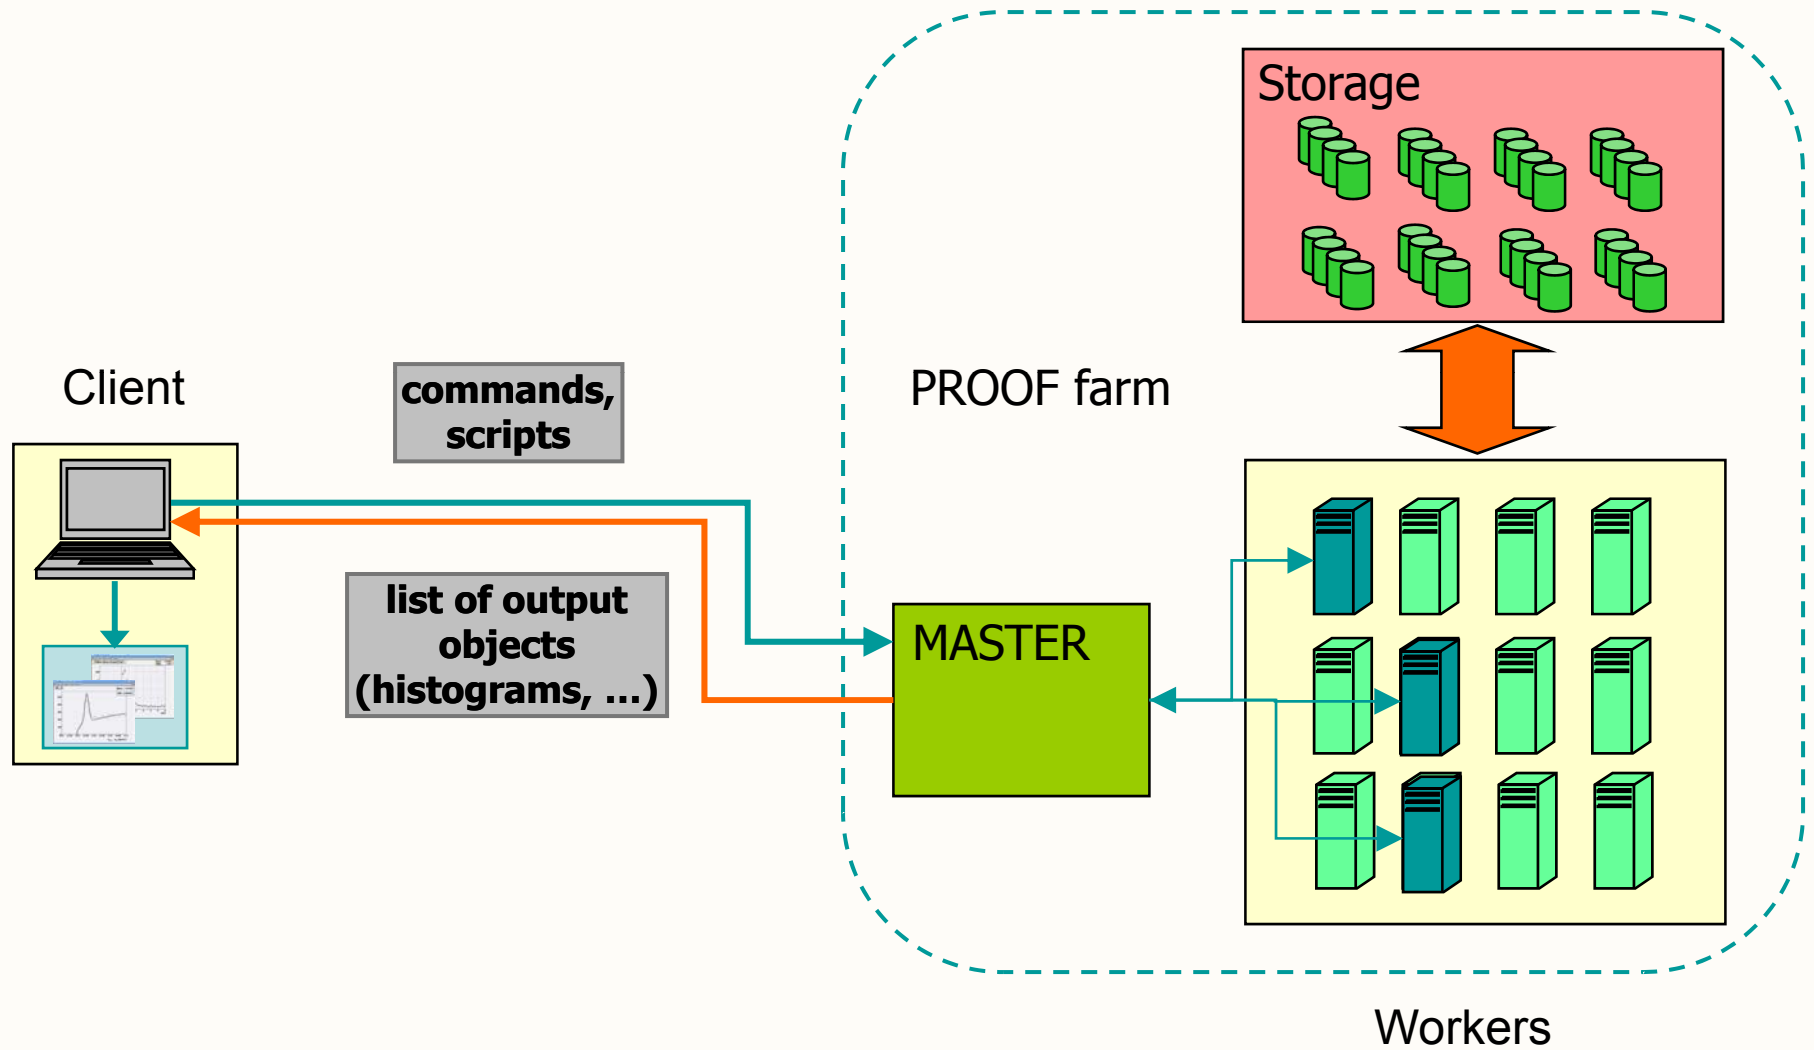 Storage
Client
commands,
scripts
PROOF farm
list of output
objects
(histograms, ...)
MASTER
Workers